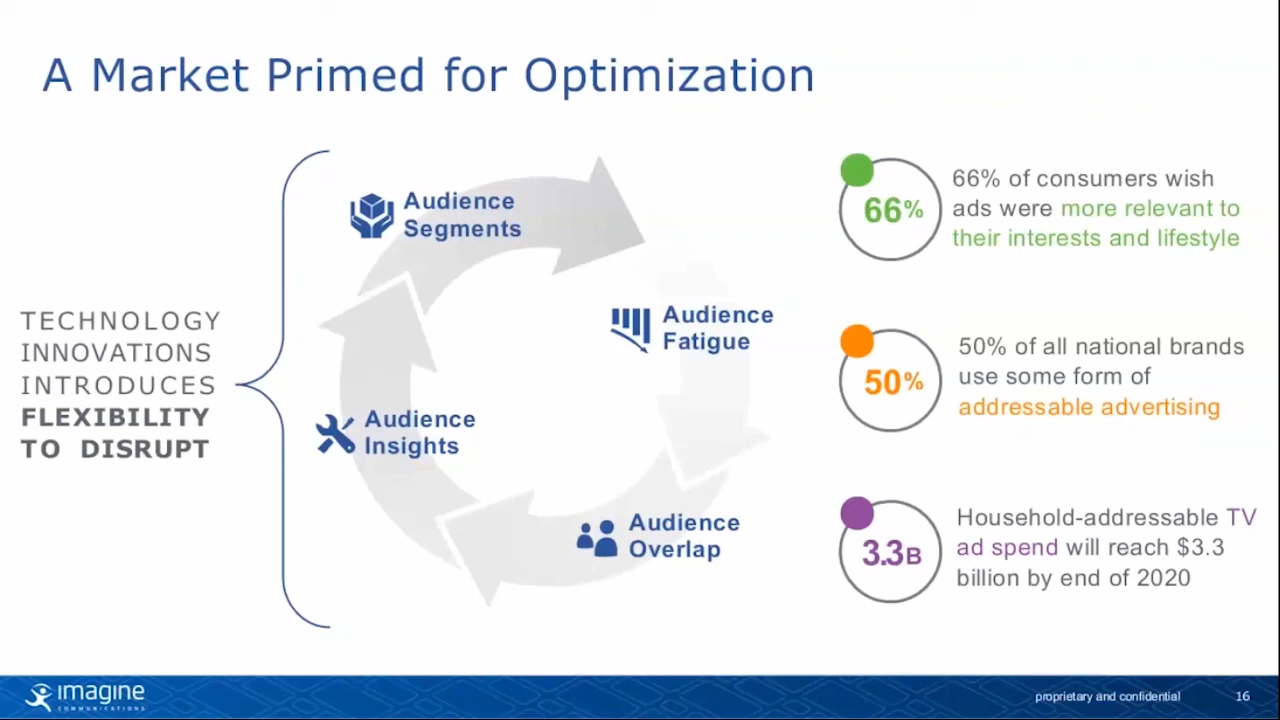 A Market Primed for Optimization
TECHNOLOGY
INNOVATIONS
INTRODUCES
FLEXIBILITY
TO DISRUPT
Audience
Segments
Audience
Fatigue
Audience
Insights
Audience
Overlap
66%
66% of consumers wish
ads were more relevant to
their interests and lifestyle
50%
50% of all national brands
use some form of
addressable advertising
3.3B
Household-addressable TV
ad spend will reach $3.3
billion by end of 2020
imagine
COMMUNICATIONS
proprietary and confidential
16